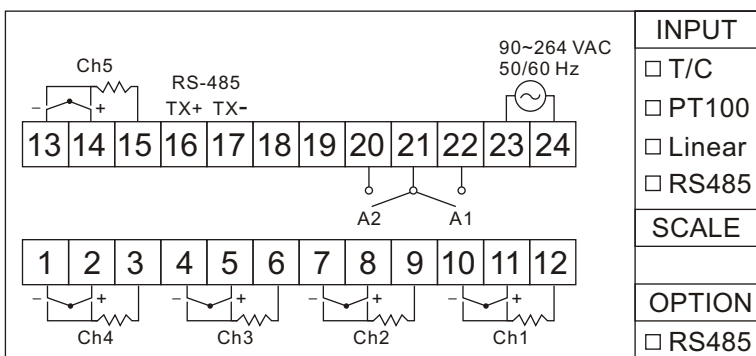 90~264 VAC
50/60 Hz
Ch5
RS-485
TX+ TX-
- +
13 14 15 16 17 18 19 20 21 22 23 24
A2 A1
1 2 3 4 5 6 7 8 9 10 11 12
- + - + - + - +
Ch4 Ch3 Ch2 Ch1
INPUT
□ T/C
□ PT100
□ Linear
□ RS485
SCALE
OPTION
□ RS485